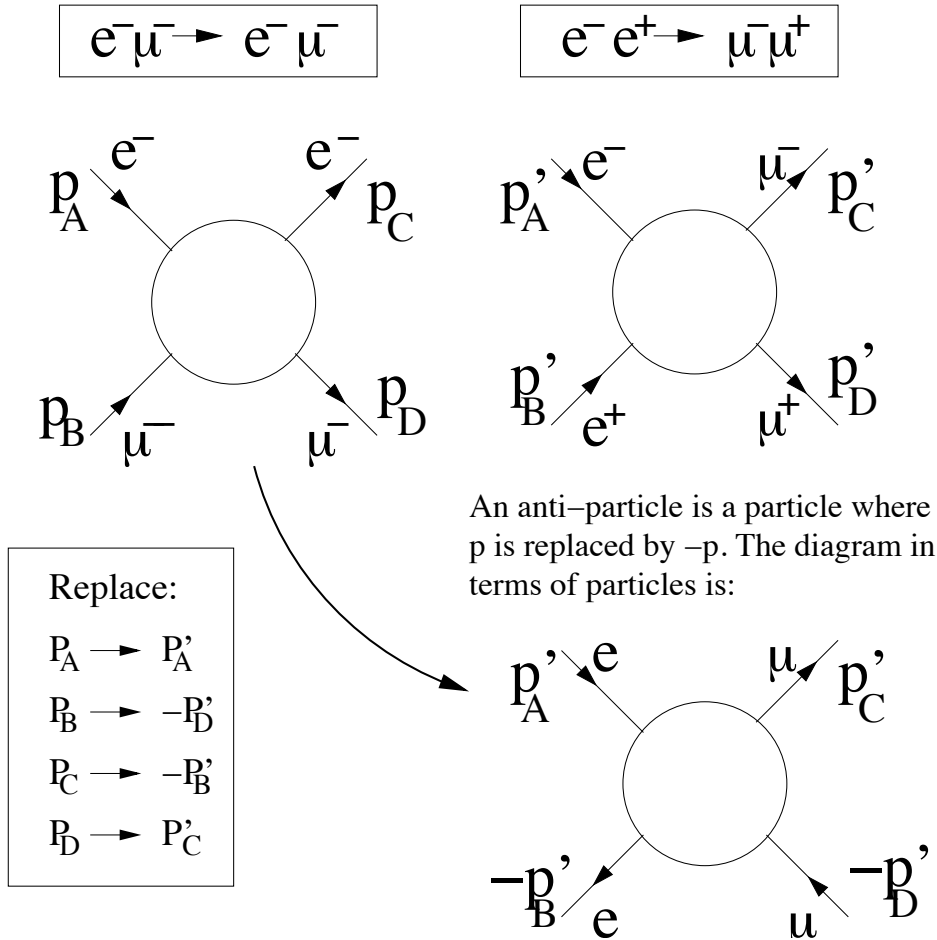 e⁻μ⁻ → e⁻ μ⁻
e⁻ e⁺ → μ⁻μ⁺
e⁻ e⁻
p_A p_C
p_B p_D
μ⁻ μ⁻
e⁻ μ⁻
p'_A p'_C
p'_B p'_D
e⁺ μ⁺
An anti–particle is a particle where
p is replaced by –p. The diagram in
terms of particles is:
Replace:
P_A → P'_A
P_B → –P'_D
P_C → –P'_B
P_D → P'_C
e μ
p'_A p'_C
–p'_B –p'_D
e μ